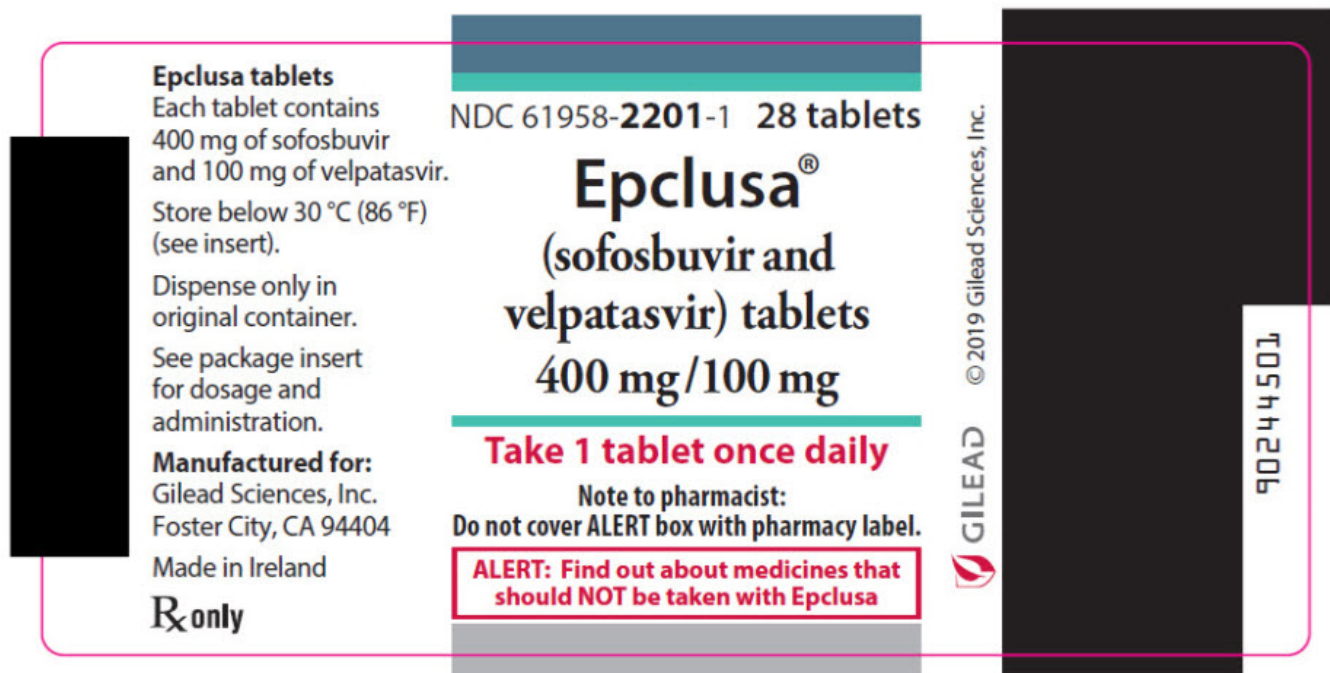 Epclusa tablets
Each tablet contains
400 mg of sofosbuvir
and 100 mg of velpatasvir.
Store below 30 °C (86 °F)
(see insert).
Dispense only in
original container.
See package insert
for dosage and
administration.
Manufactured for:
Gilead Sciences, Inc.
Foster City, CA 94404
Made in Ireland
Rx only
NDC 61958-2201-1 28 tablets
Epclusa®
(sofosbuvir and
velpatasvir) tablets
400 mg/100 mg
Take 1 tablet once daily
Note to pharmacist:
Do not cover ALERT box with pharmacy label.
ALERT: Find out about medicines that
should NOT be taken with Epclusa
GILEAD © 2019 Gilead Sciences, Inc.
90244501